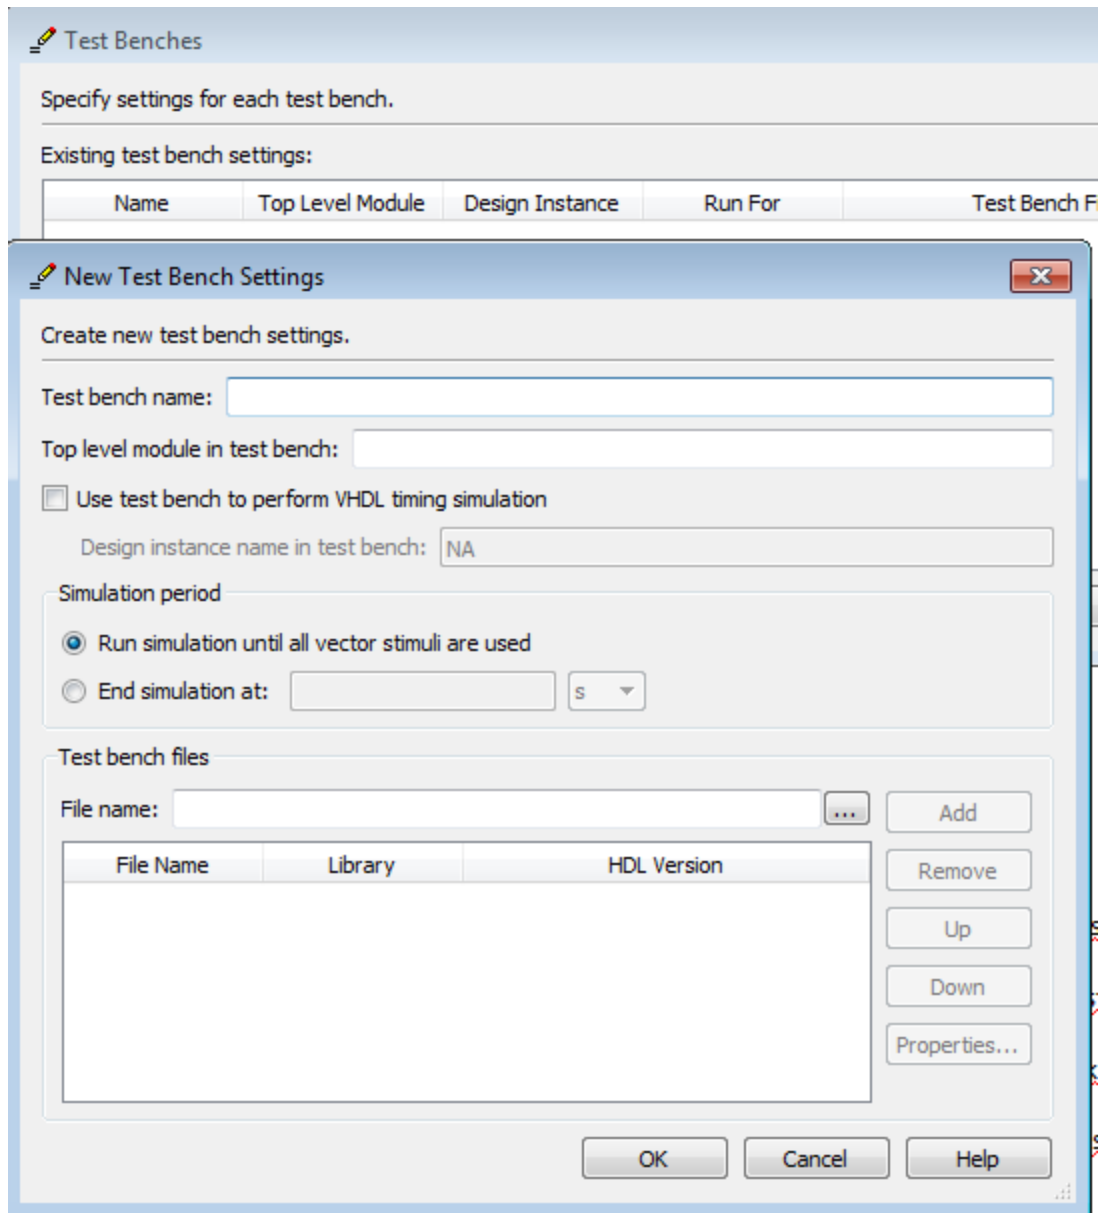 Test Benches
Specify settings for each test bench.
Existing test bench settings:
Name Top Level Module Design Instance Run For Test Bench
New Test Bench Settings
Create new test bench settings.
Test bench name:
Top level module in test bench:
Use test bench to perform VHDL timing simulation
Design instance name in test bench: NA
Simulation period
Run simulation until all vector stimuli are used
End simulation at: s
Test bench files
File name: ... Add
File Name Library HDL Version
Remove
Up
Down
Properties...
OK Cancel Help